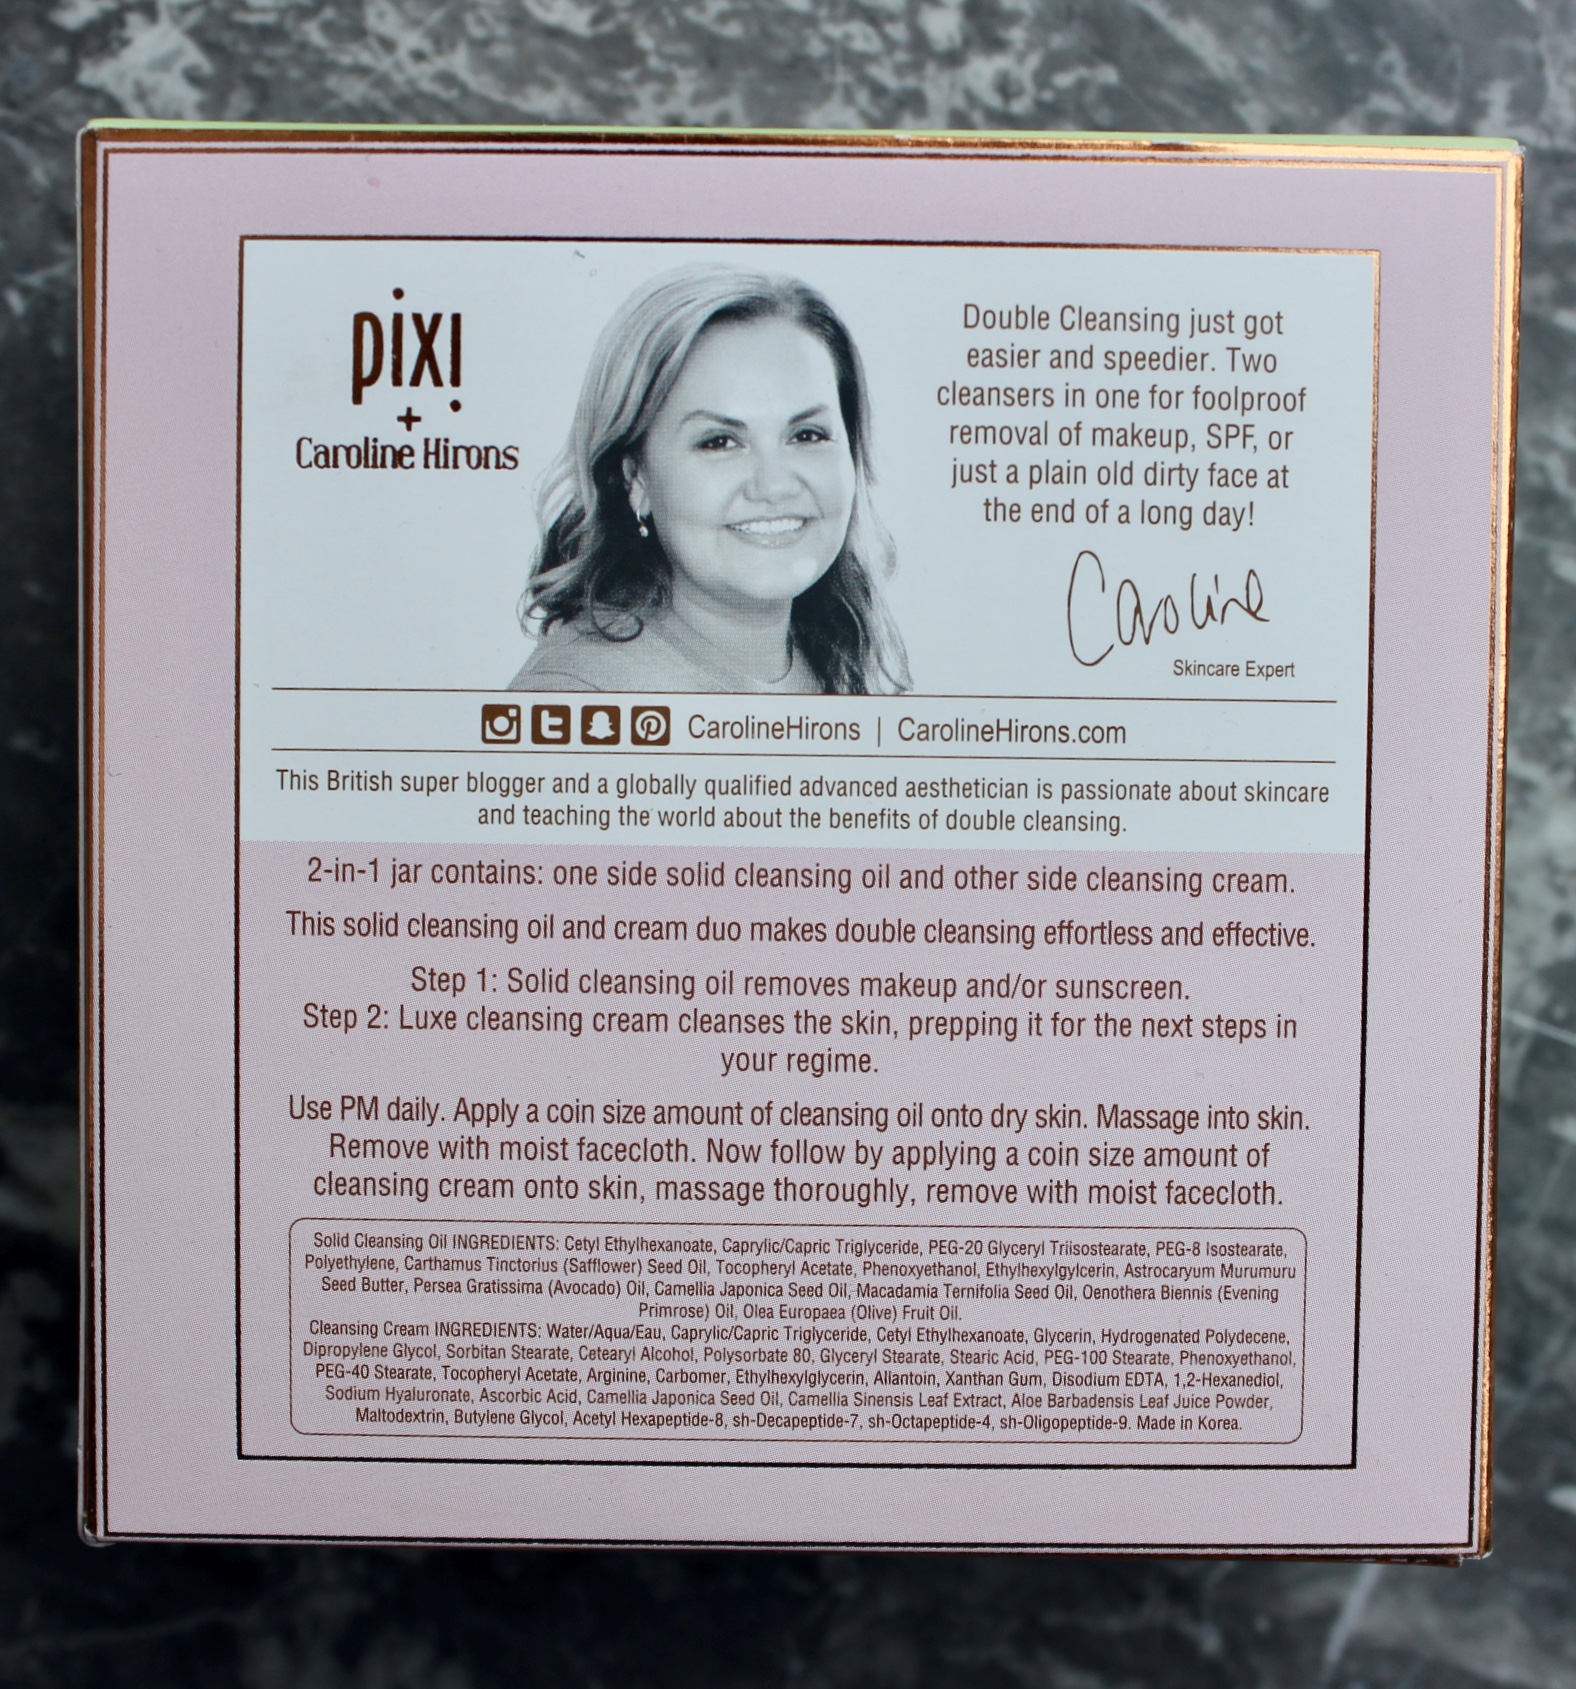 pixi
+
Caroline Hirons
Double Cleansing just got
easier and speedier. Two
cleansers in one for foolproof
removal of makeup, SPF, or
just a plain old dirty face at
the end of a long day!
Caroline
Skincare Expert
CarolineHirons | CarolineHirons.com
This British super blogger and a globally qualified advanced aesthetician is passionate about skincare
and teaching the world about the benefits of double cleansing.
2-in-1 jar contains: one side solid cleansing oil and other side cleansing cream.
This solid cleansing oil and cream duo makes double cleansing effortless and effective.
Step 1: Solid cleansing oil removes makeup and/or sunscreen.
Step 2: Luxe cleansing cream cleanses the skin, prepping it for the next steps in
your regime.
Use PM daily. Apply a coin size amount of cleansing oil onto dry skin. Massage into skin.
Remove with moist facecloth. Now follow by applying a coin size amount of
cleansing cream onto skin, massage thoroughly, remove with moist facecloth.
Solid Cleansing Oil INGREDIENTS: Cetyl Ethylhexanoate, Caprylic/Capric Triglyceride, PEG-20 Glyceryl Triisostearate, PEG-8 Isostearate,
Polyethylene, Carthamus Tinctorius (Safflower) Seed Oil, Tocopheryl Acetate, Phenoxyethanol, Ethylhexylgylcerin, Astrocaryum Murumuru
Seed Butter, Persea Gratissima (Avocado) Oil, Camellia Japonica Seed Oil, Macadamia Ternifolia Seed Oil, Oenothera Biennis (Evening
Primrose) Oil, Olea Europaea (Olive) Fruit Oil.
Cleansing Cream INGREDIENTS: Water/Aqua/Eau, Caprylic/Capric Triglyceride, Cetyl Ethylhexanoate, Glycerin, Hydrogenated Polydecene,
Dipropylene Glycol, Sorbitan Stearate, Cetearyl Alcohol, Polysorbate 80, Glyceryl Stearate, Stearic Acid, PEG-100 Stearate, Phenoxyethanol,
PEG-40 Stearate, Tocopheryl Acetate, Arginine, Carbomer, Ethylhexylglycerin, Allantoin, Xanthan Gum, Disodium EDTA, 1,2-Hexanediol,
Sodium Hyaluronate, Ascorbic Acid, Camellia Japonica Seed Oil, Camellia Sinensis Leaf Extract, Aloe Barbadensis Leaf Juice Powder,
Maltodextrin, Butylene Glycol, Acetyl Hexapeptide-8, sh-Decapeptide-7, sh-Octapeptide-4, sh-Oligopeptide-9. Made in Korea.